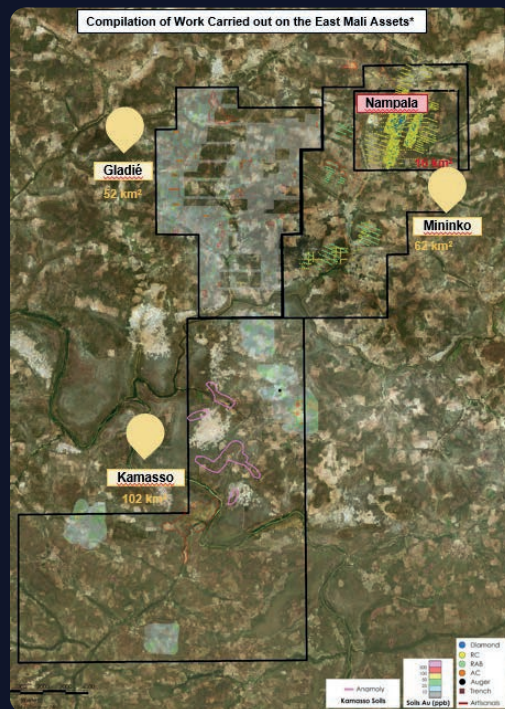 Compilation of Work Carried out on the East Mali Assets*
Nampala
Gladié
52 km²
Mininko
62 km²
Kamasso
102 km²
Anomaly
Kamasso Soils
Soils Au (ppb)
Diamond
RC
RAB
AC
Auger
Trench
Artisanals